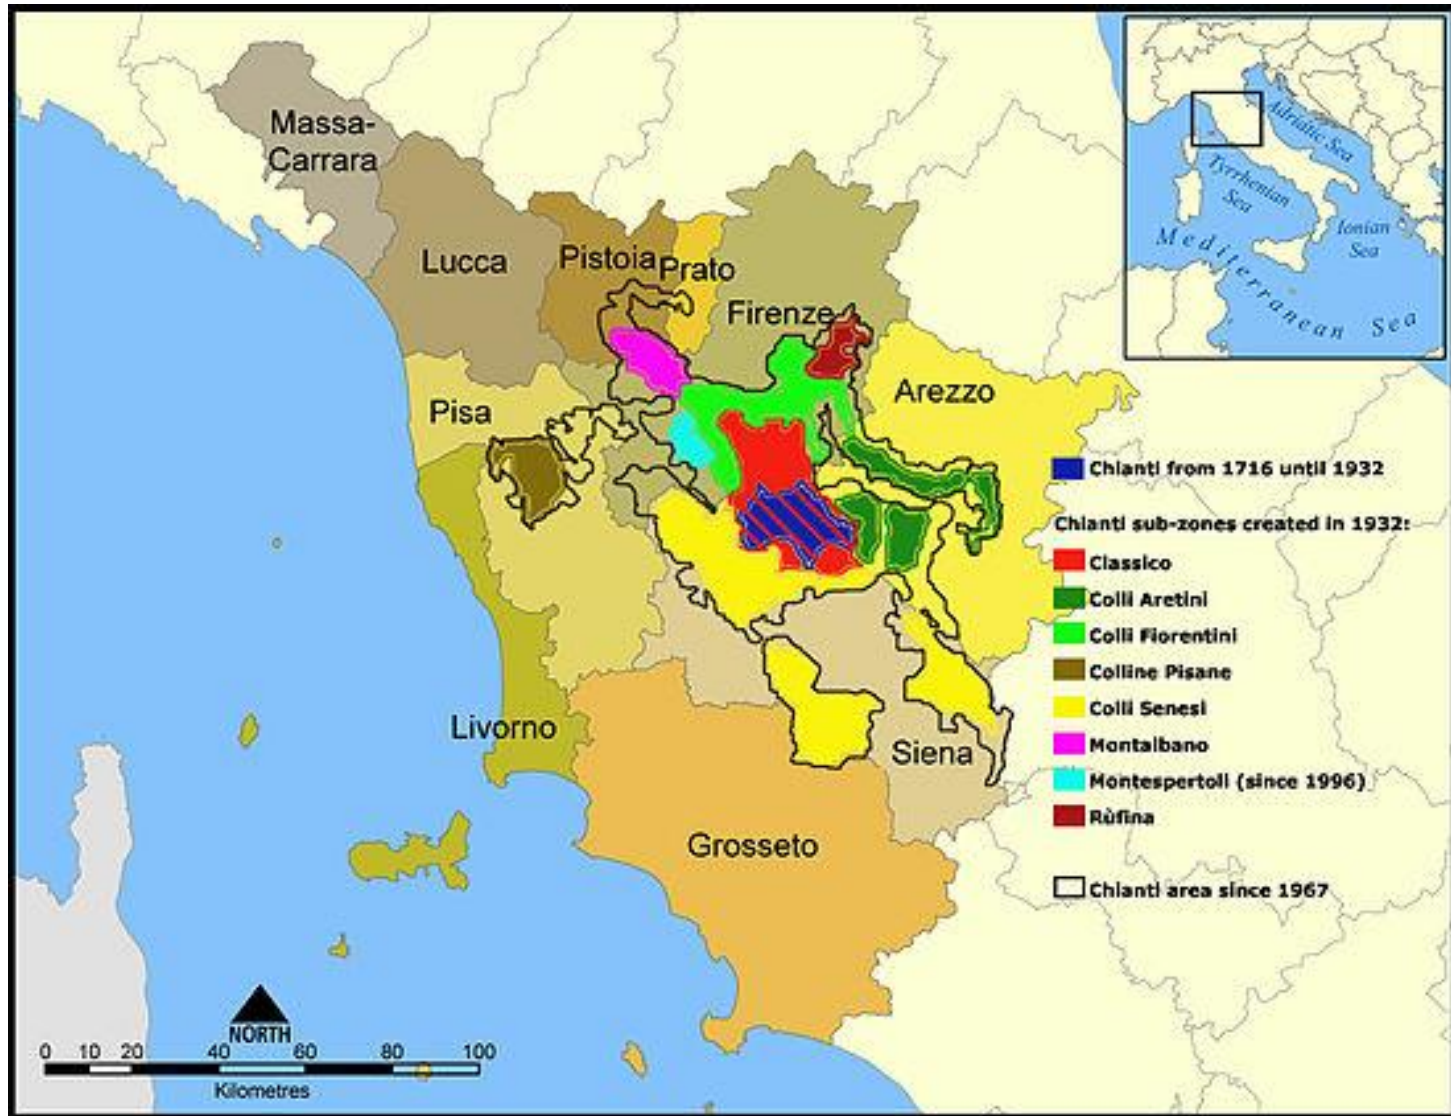 Massa-
Carrara
Lucca
Pistoia
Prato
Firenze
Pisa
Arezzo
Livorno
Siena
Grosseto
Adriatic Sea
Tyrrhenian
Sea
Ionian
Sea
Mediterranean Sea
Chianti from 1716 until 1932
Chianti sub-zones created in 1932:
Classico
Colli Aretini
Colli Fiorentini
Colline Pisane
Colli Senesi
Montalbano
Montespertoli (since 1996)
Rùfina
Chianti area since 1967
NORTH
0 10 20 40 60 80 100
Kilometres